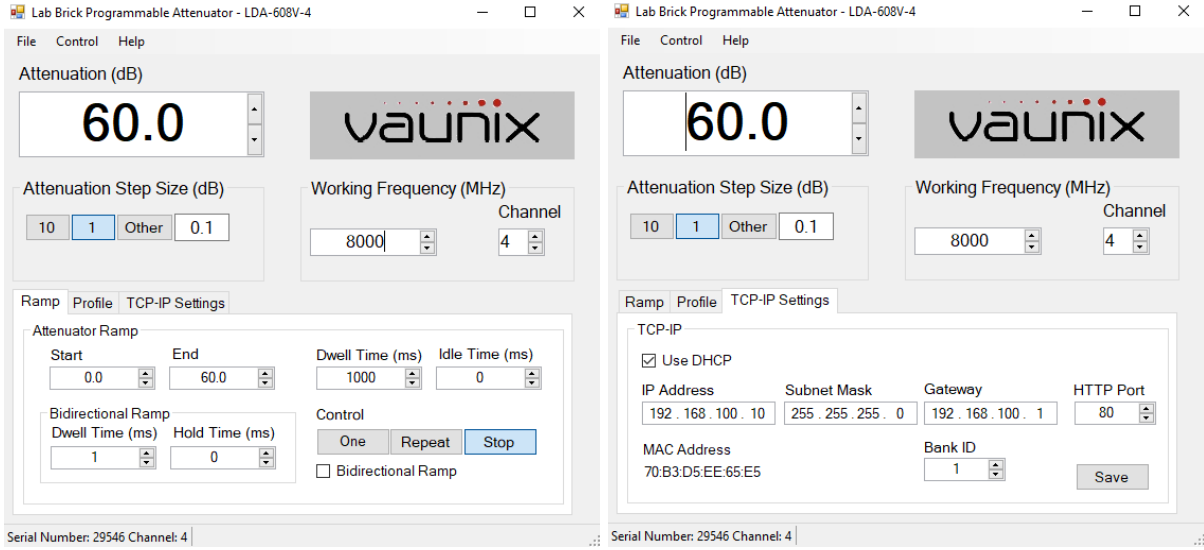 Lab Brick Programmable Attenuator - LDA-608V-4
File Control Help
Attenuation (dB)
60.0
vaunix
Attenuation Step Size (dB)
10 1 Other 0.1
Working Frequency (MHz)
Channel
8000 4
Ramp Profile TCP-IP Settings
Attenuator Ramp
Start End Dwell Time (ms) Idle Time (ms)
0.0 60.0 1000 0
Bidirectional Ramp
Dwell Time (ms) Hold Time (ms)
1 0
Control
One Repeat Stop
Bidirectional Ramp
Serial Number: 29546 Channel: 4
Lab Brick Programmable Attenuator - LDA-608V-4
File Control Help
Attenuation (dB)
60.0
vaunix
Attenuation Step Size (dB)
10 1 Other 0.1
Working Frequency (MHz)
Channel
8000 4
Ramp Profile TCP-IP Settings
TCP-IP
Use DHCP
IP Address Subnet Mask Gateway HTTP Port
192 . 168 . 100 . 10 255 . 255 . 255 . 0 192 . 168 . 100 . 1 80
MAC Address Bank ID
70:B3:D5:EE:65:E5 1 Save
Serial Number: 29546 Channel: 4